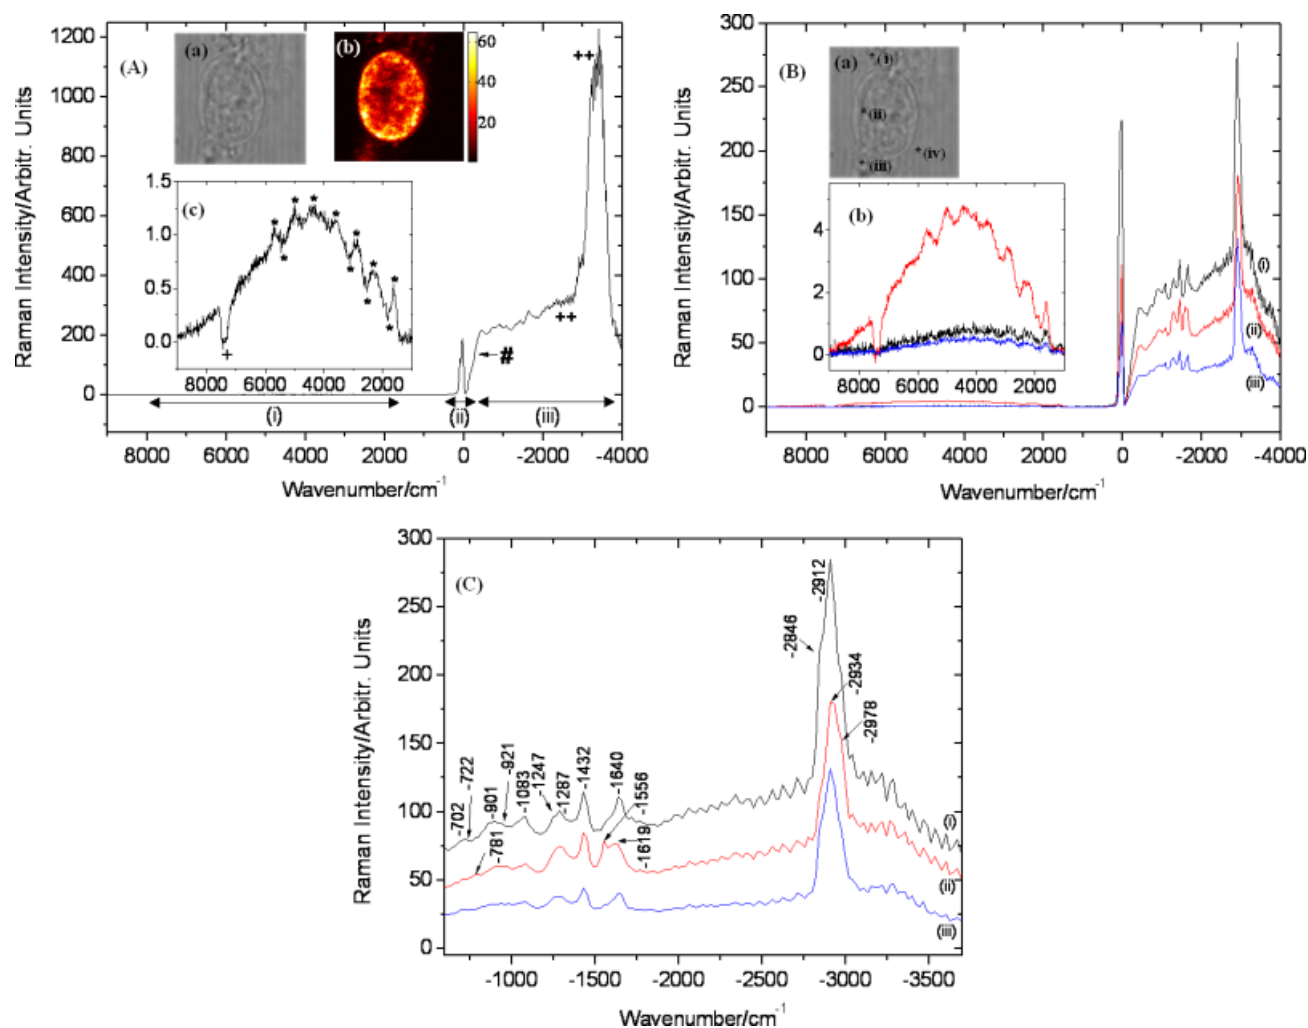 (A)
Raman Intensity/Arbitr. Units
1200
1000
800
600
400
200
0
(a)
(b)
60
40
20
++
(c)
1.5
1.0
0.5
0.0
* * * * * * * * * * *
+
8000 6000 4000 2000
++
#
(i) (ii) (iii)
8000 6000 4000 2000 0 -2000 -4000
Wavenumber/cm-1
(B)
Raman Intensity/Arbitr. Units
300
250
200
150
100
50
0
(a)
*(i)
*(ii)
*(iii)
*(iv)
(b)
4
2
0
8000 6000 4000 2000
(i)
(ii)
(iii)
8000 6000 4000 2000 0 -2000 -4000
Wavenumber/cm-1
(C)
Raman Intensity/Arbitr. Units
300
250
200
150
100
50
0
-702
-722
-781
-901
-921
-1083
-1247
-1287
-1432
-1640
-1556
-1619
-2846
-2912
-2934
-2978
(i)
(ii)
(iii)
-1000 -1500 -2000 -2500 -3000 -3500
Wavenumber/cm-1